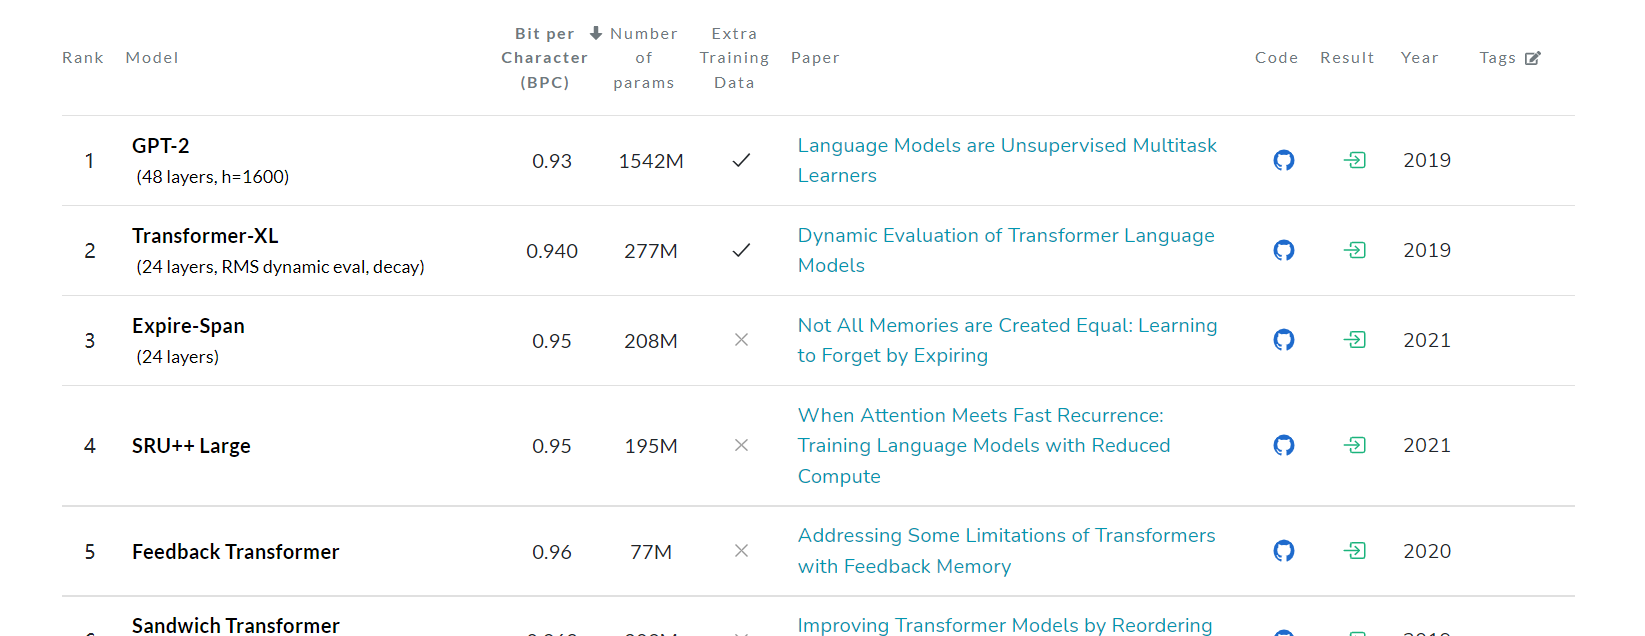 Rank Model Bit per Character (BPC) Number of params Extra Training Data Paper Code Result Year Tags
1 GPT-2 0.93 1542M Language Models are Unsupervised Multitask 2019
(48 layers, h=1600) Learners
2 Transformer-XL 0.940 277M Dynamic Evaluation of Transformer Language 2019
(24 layers, RMS dynamic eval, decay) Models
3 Expire-Span 0.95 208M Not All Memories are Created Equal: Learning 2021
(24 layers) to Forget by Expiring
When Attention Meets Fast Recurrence:
4 SRU++ Large 0.95 195M Training Language Models with Reduced 2021
Compute
5 Feedback Transformer 0.96 77M Addressing Some Limitations of Transformers 2020
with Feedback Memory
Sandwich Transformer Improving Transformer Models by Reordering